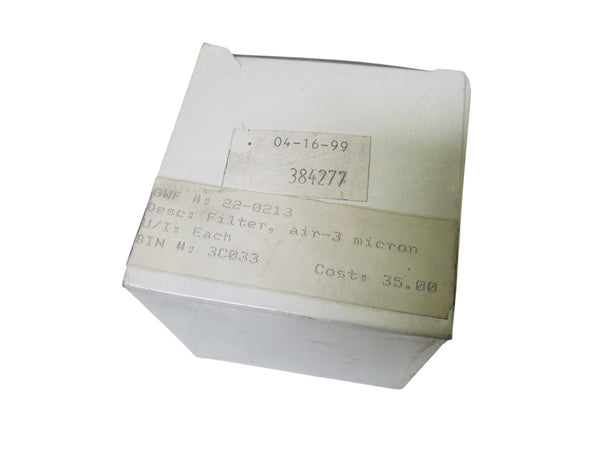 04-16-99
384277
GWF #: 22-0213
Desc: Filter, air-3 micron
U/I: Each
BIN #: 3C033 Cost: 35.00